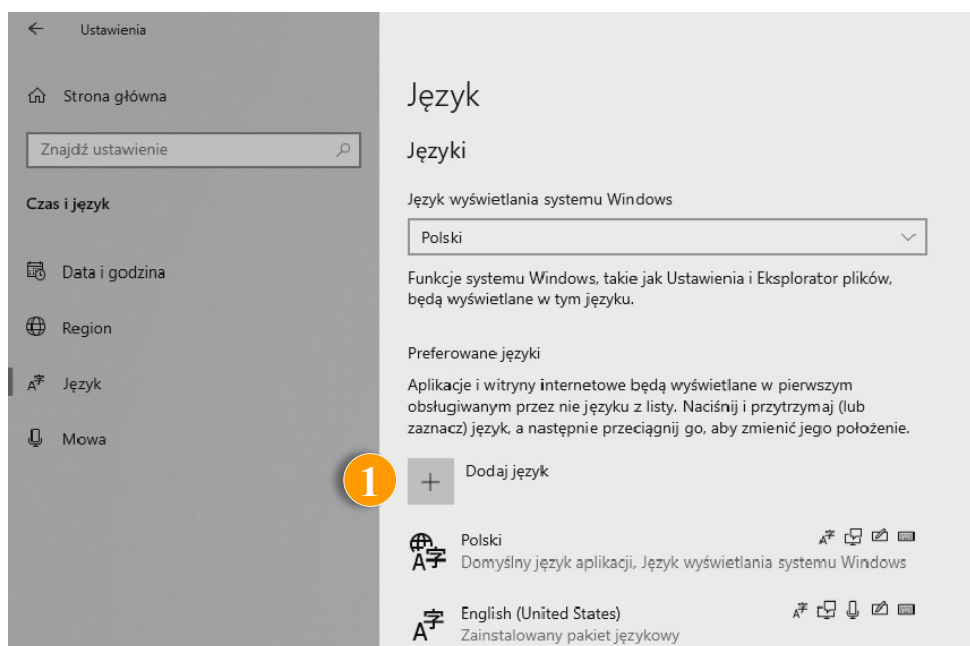 Ustawienia
Strona główna
Znajdź ustawienie
Czas i język
Data i godzina
Region
Język
Mowa
Język
Języki
Język wyświetlania systemu Windows
Polski
Funkcje systemu Windows, takie jak Ustawienia i Eksplorator plików,
będą wyświetlane w tym języku.
Preferowane języki
Aplikacje i witryny internetowe będą wyświetlane w pierwszym
obsługiwanym przez nie języku z listy. Naciśnij i przytrzymaj (lub
zaznacz) język, a następnie przeciągnij go, aby zmienić jego położenie.
1
Dodaj język
Polski
Domyślny język aplikacji, Język wyświetlania systemu Windows
English (United States)
Zainstalowany pakiet językowy